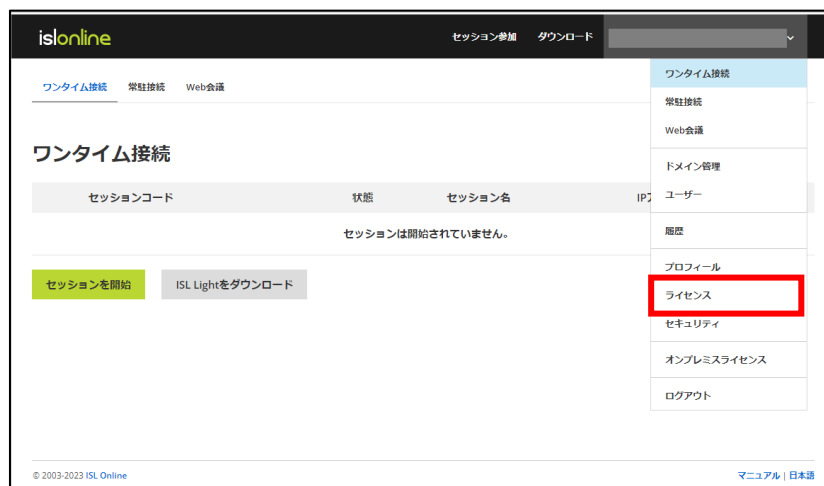 islonline
セッション参加 ダウンロード
ワンタイム接続 常駐接続 Web会議
ワンタイム接続
セッションコード 状態 セッション名
セッションは開始されていません。
セッションを開始 ISL Lightをダウンロード
ワンタイム接続
常駐接続
Web会議
ドメイン管理
ユーザー
履歴
プロフィール
ライセンス
セキュリティ
オンプレミスライセンス
ログアウト
© 2003-2023 ISL Online
マニュアル | 日本語